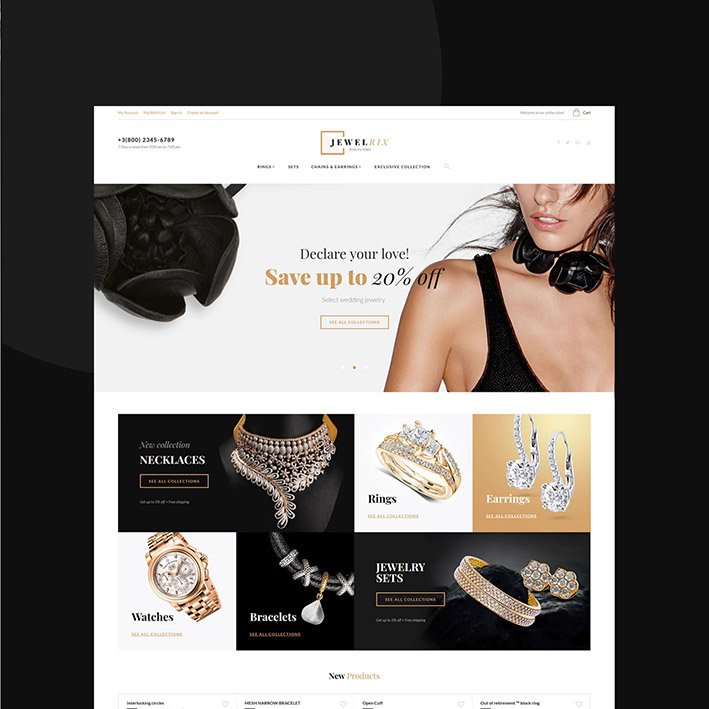 My Account My Wish List Sign In Create an Account Welcome to our online store! Cart
+3(800) 2345-6789
7 Days a week from 9:00 am to 7:00 pm
JEWELRIX
RINGS SETS CHAINS & EARRINGS EXCLUSIVE COLLECTION
Declare your love!
Save up to 20% off
Select wedding jewelry
SEE ALL COLLECTIONS
New collection
NECKLACES
SEE ALL COLLECTIONS
Get up to 5% off + Free shipping
Rings
SEE ALL COLLECTIONS
Earrings
SEE ALL COLLECTIONS
Watches
SEE ALL COLLECTIONS
Bracelets
SEE ALL COLLECTIONS
JEWELRY
SETS
SEE ALL COLLECTIONS
Get up to 5% off + Free shipping
New Products
Interlocking circles MESH NARROW BRACELET Open Cuff Out of retirement ™ block ring